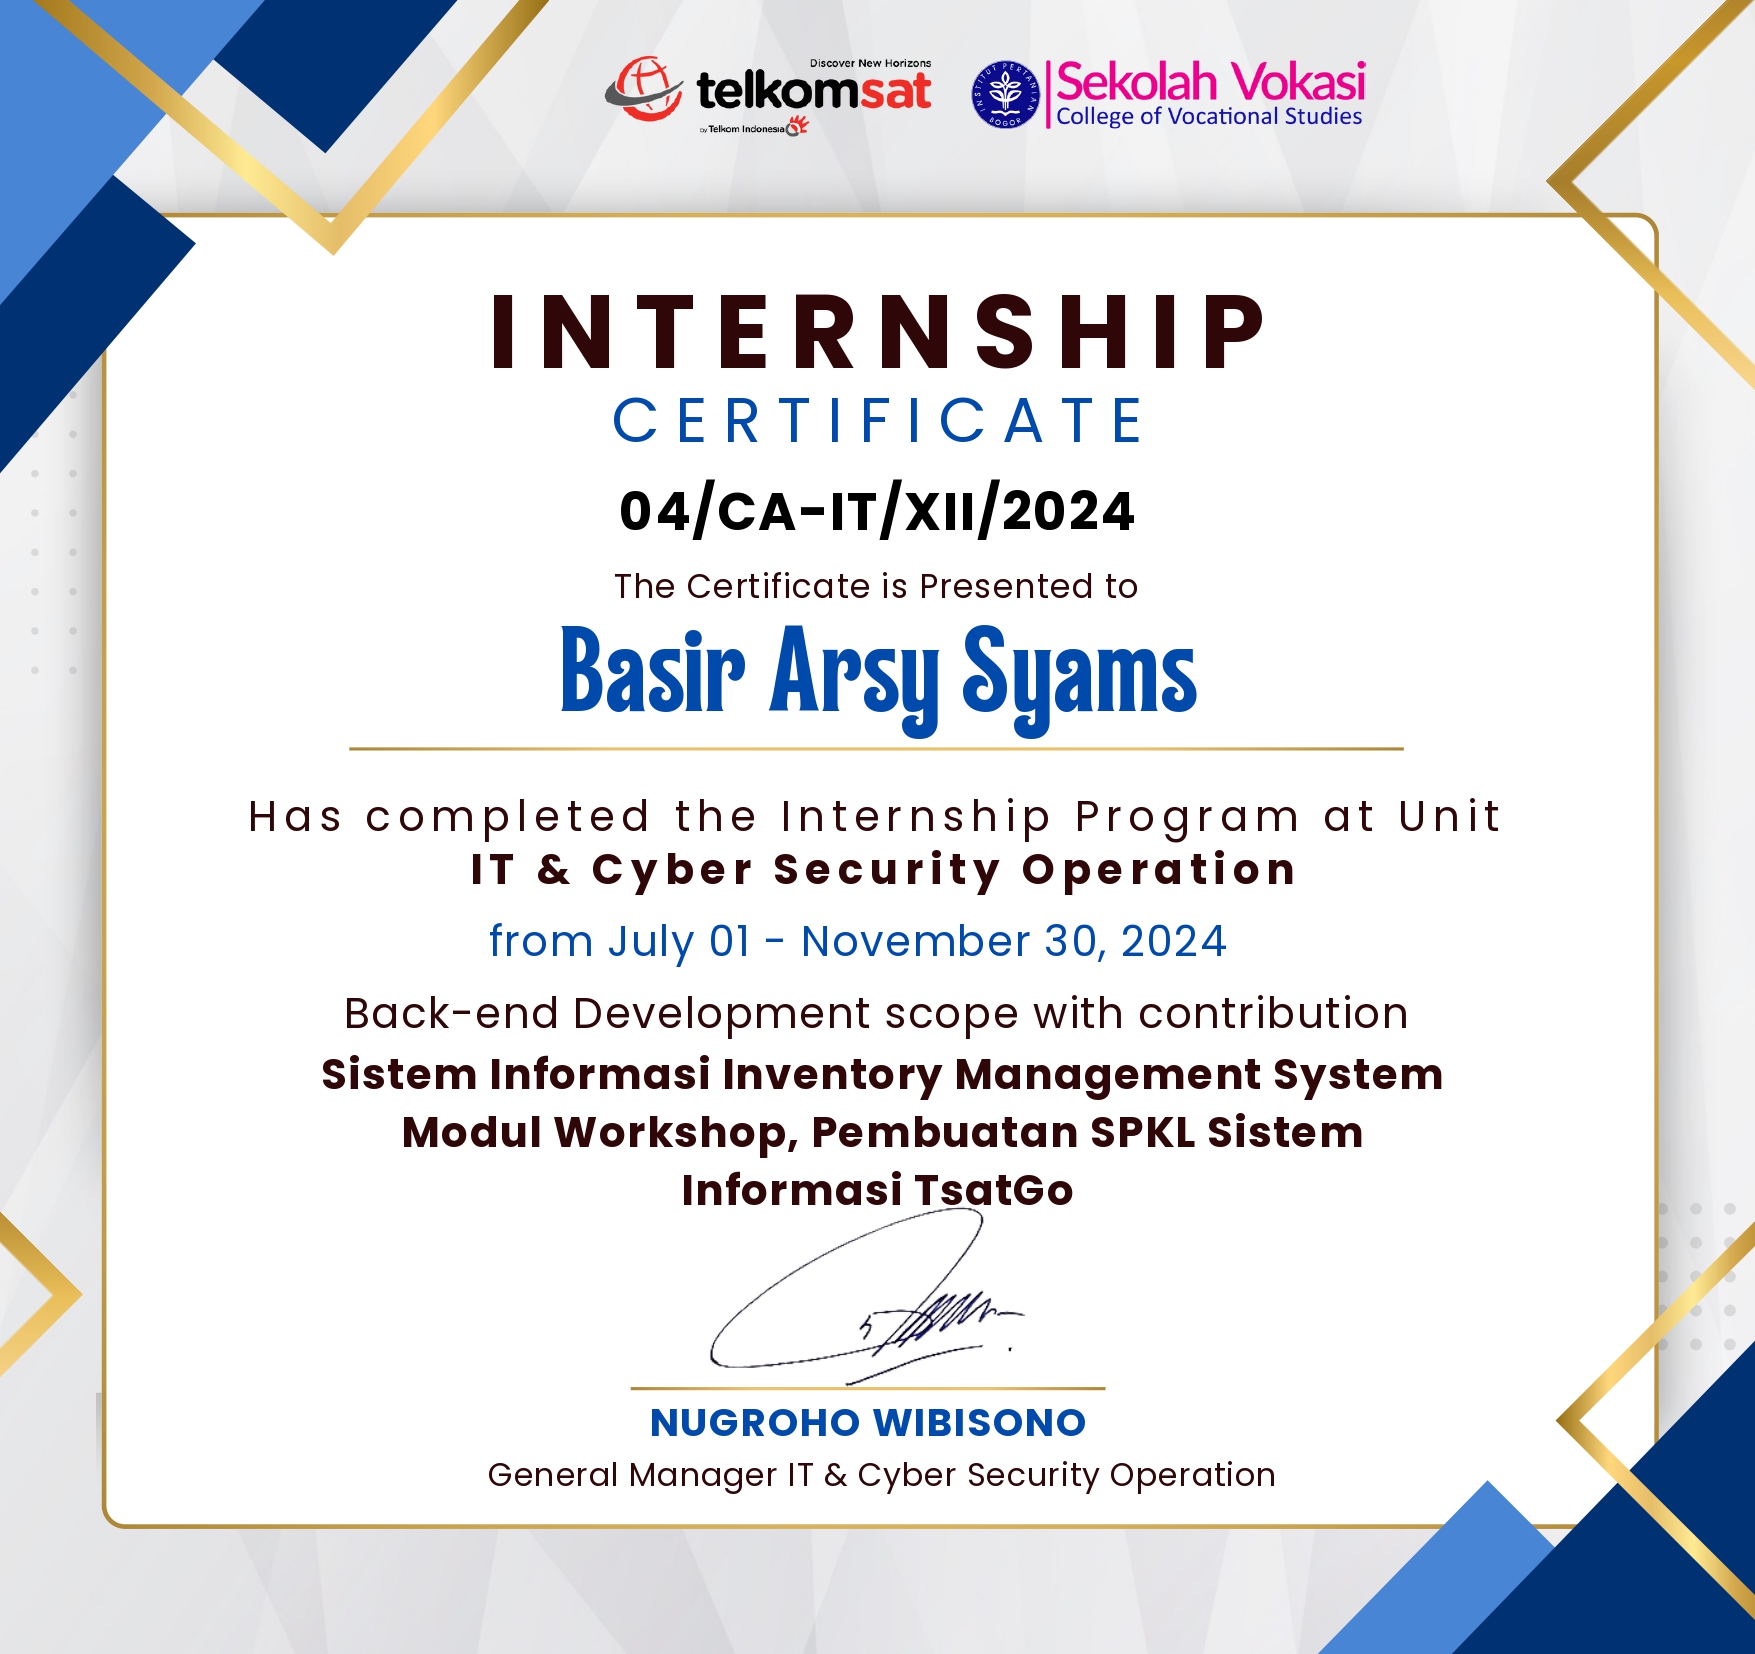 Discover New Horizons
telkomsat
by Telkom Indonesia
INSTITUT PERTANIAN BOGOR
Sekolah Vokasi
College of Vocational Studies
INTERNSHIP
CERTIFICATE
04/CA-IT/XII/2024
The Certificate is Presented to
Basir Arsy Syams
Has completed the Internship Program at Unit
IT & Cyber Security Operation
from July 01 - November 30, 2024
Back-end Development scope with contribution
Sistem Informasi Inventory Management System
Modul Workshop, Pembuatan SPKL Sistem
Informasi TsatGo
NUGROHO WIBISONO
General Manager IT & Cyber Security Operation